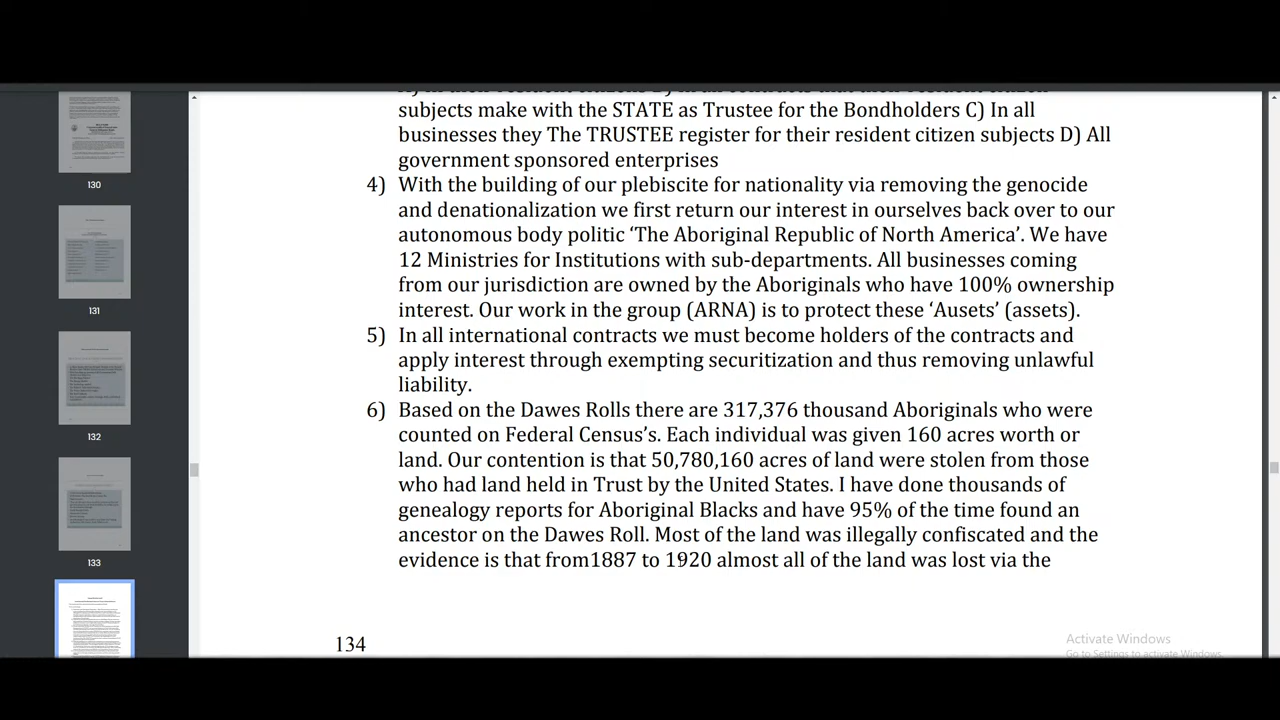 subjects made with the STATE as Trustee for the Bondholders C) In all
businesses they The TRUSTEE register for their resident citizen subjects D) All
government sponsored enterprises
4) With the building of our plebiscite for nationality via removing the genocide
and denationalization we first return our interest in ourselves back over to our
autonomous body politic ‘The Aboriginal Republic of North America’. We have
12 Ministries for Institutions with sub-departments. All businesses coming
from our jurisdiction are owned by the Aboriginals who have 100% ownership
interest. Our work in the group (ARNA) is to protect these ‘Ausets’ (assets).
5) In all international contracts we must become holders of the contracts and
apply interest through exempting securitization and thus removing unlawful
liability.
6) Based on the Dawes Rolls there are 317,376 thousand Aboriginals who were
counted on Federal Census’s. Each individual was given 160 acres worth or
land. Our contention is that 50,780,160 acres of land were stolen from those
who had land held in Trust by the United States. I have done thousands of
genealogy reports for Aboriginal Blacks and have 95% of the time found an
ancestor on the Dawes Roll. Most of the land was illegally confiscated and the
evidence is that from1887 to 1920 almost all of the land was lost via the
134
130
131
132
133
Activate Windows
Go to Settings to activate Windows.